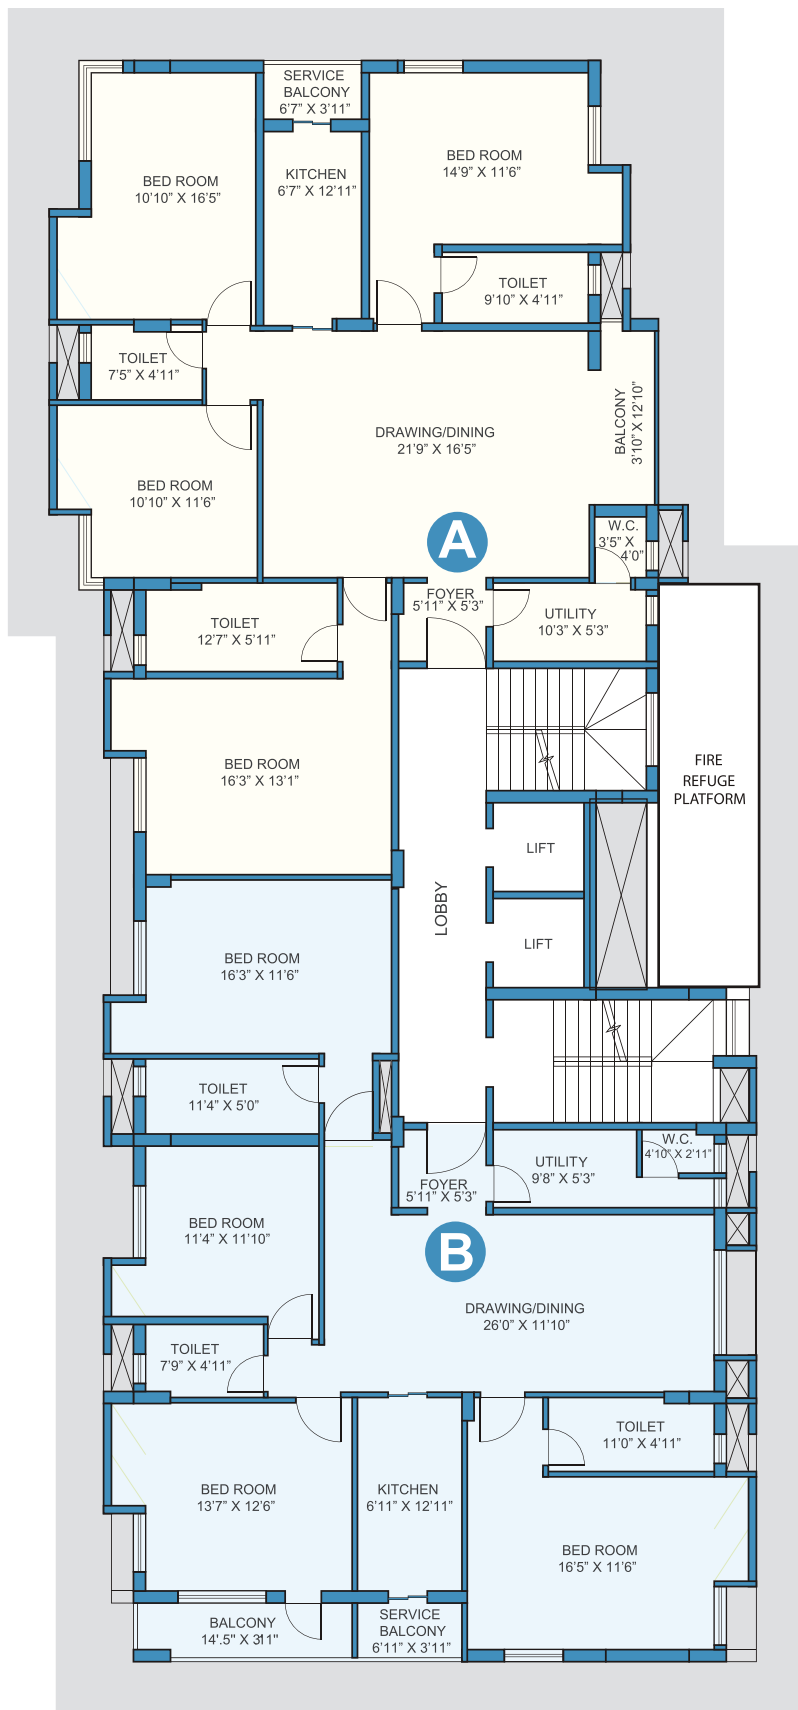 SERVICE
BALCONY
6'7” X 3'11”
BED ROOM
14'9” X 11'6”
BED ROOM
10'10” X 16'5”
KITCHEN
6'7” X 12'11”
TOILET
9'10” X 4'11”
TOILET
7'5” X 4'11”
BALCONY
3'10” X 12'10”
DRAWING/DINING
21'9” X 16'5”
BED ROOM
10'10” X 11'6”
A
W.C.
3'5” X
4'0”
FOYER
5'11” X 5'3”
UTILITY
10'3” X 5'3”
TOILET
12'7” X 5'11”
BED ROOM
16'3” X 13'1”
FIRE
REFUGE
PLATFORM
LIFT
LOBBY
LIFT
BED ROOM
16'3” X 11'6”
TOILET
11'4” X 5'0”
W.C.
4'10” X 2'11”
UTILITY
9'8” X 5'3”
FOYER
5'11” X 5'3”
BED ROOM
11'4” X 11'10”
B
DRAWING/DINING
26'0” X 11'10”
TOILET
7'9” X 4'11”
TOILET
11'0” X 4'11”
BED ROOM
13'7” X 12'6”
KITCHEN
6'11” X 12'11”
BED ROOM
16'5” X 11'6”
BALCONY
14'.5" X 311"
SERVICE
BALCONY
6'11” X 3'11”